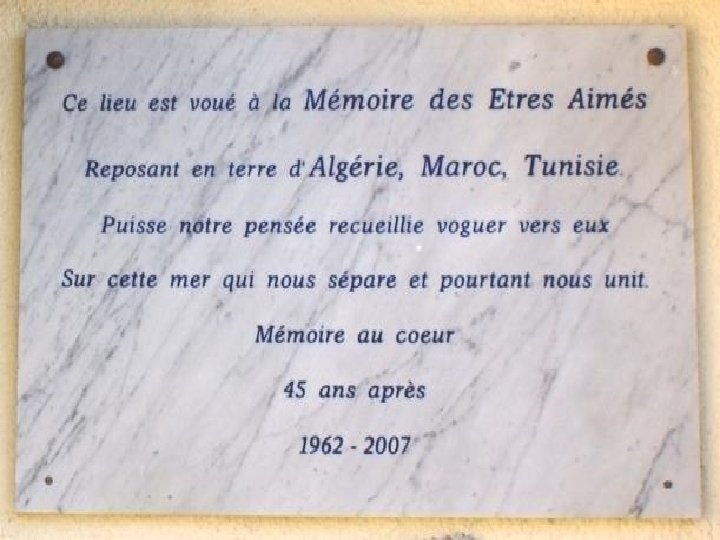 Ce lieu est voué à la Mémoire des Etres Aimés
Reposant en terre d'Algérie, Maroc, Tunisie.
Puisse notre pensée recueillie voguer vers eux
Sur cette mer qui nous sépare et pourtant nous unit.
Mémoire au coeur
45 ans après
1962 - 2007